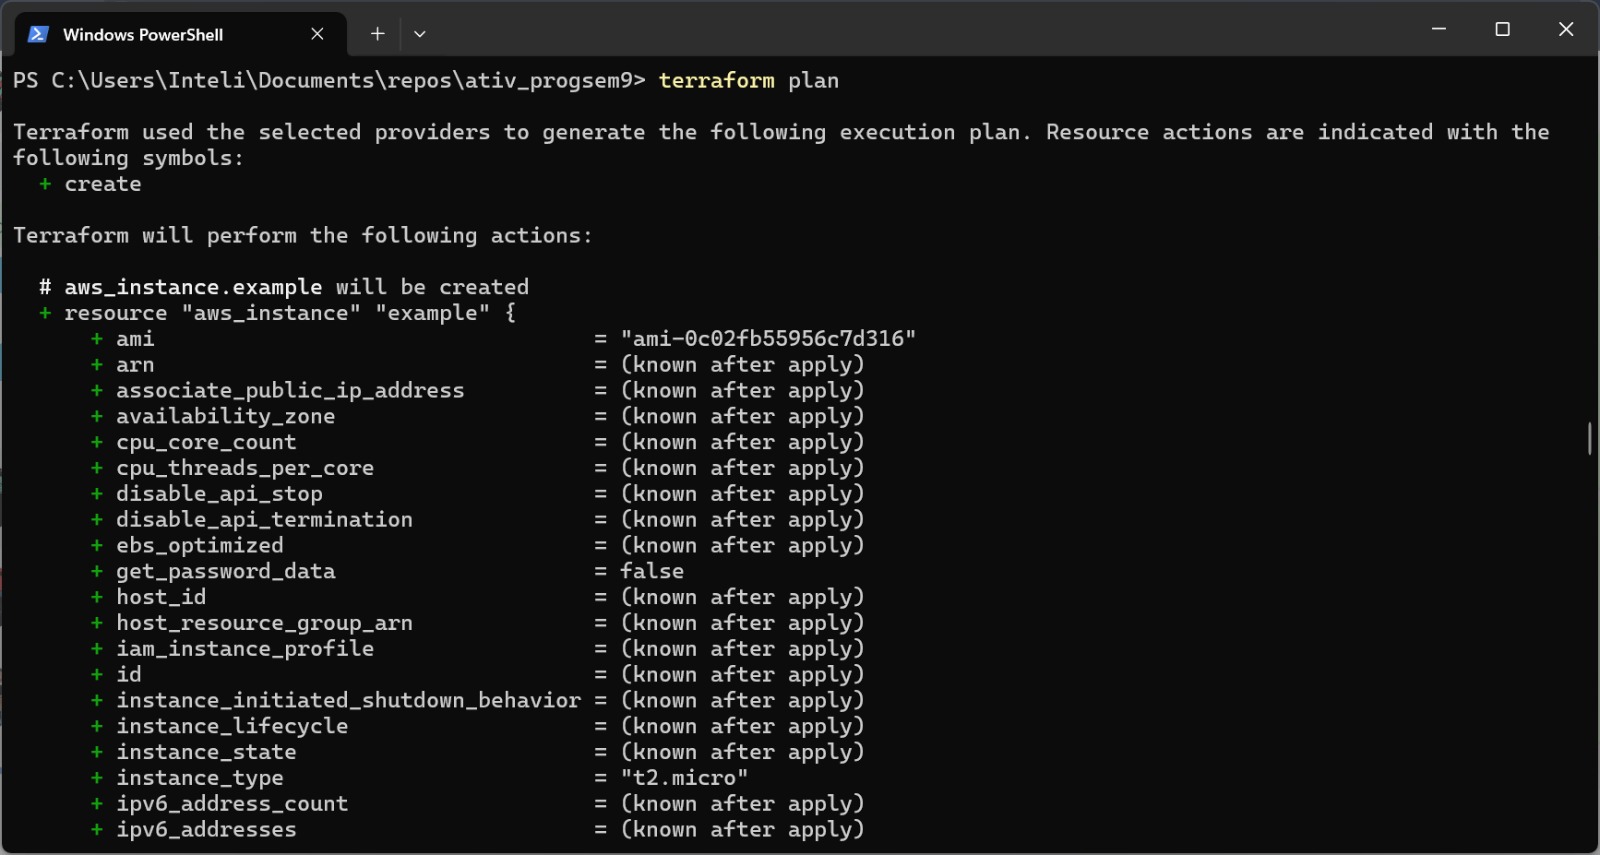 Windows PowerShell
PS C:\Users\Inteli\Documents\repos\ativ_progsem9> terraform plan
Terraform used the selected providers to generate the following execution plan. Resource actions are indicated with the
following symbols:
+ create
Terraform will perform the following actions:
# aws_instance.example will be created
+ resource "aws_instance" "example" {
+ ami = "ami-0c02fb55956c7d316"
+ arn = (known after apply)
+ associate_public_ip_address = (known after apply)
+ availability_zone = (known after apply)
+ cpu_core_count = (known after apply)
+ cpu_threads_per_core = (known after apply)
+ disable_api_stop = (known after apply)
+ disable_api_termination = (known after apply)
+ ebs_optimized = (known after apply)
+ get_password_data = false
+ host_id = (known after apply)
+ host_resource_group_arn = (known after apply)
+ iam_instance_profile = (known after apply)
+ id = (known after apply)
+ instance_initiated_shutdown_behavior = (known after apply)
+ instance_lifecycle = (known after apply)
+ instance_state = (known after apply)
+ instance_type = "t2.micro"
+ ipv6_address_count = (known after apply)
+ ipv6_addresses = (known after apply)